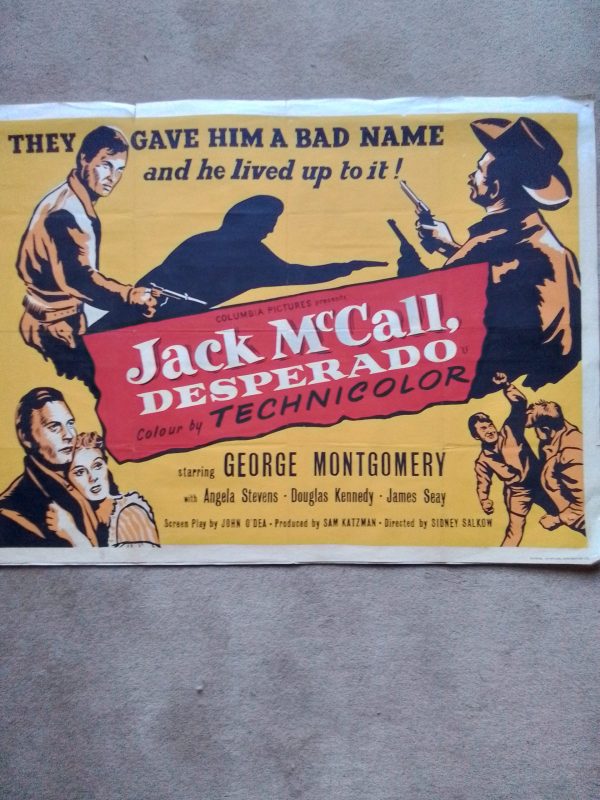 THEY GAVE HIM A BAD NAME
and he lived up to it!
COLUMBIA PICTURES presents
Jack McCall,
DESPERADO
U
Colour by TECHNICOLOR
starring GEORGE MONTGOMERY
with Angela Stevens · Douglas Kennedy · James Seay
Screen Play by JOHN O'DEA · Produced by SAM KATZMAN · Directed by SIDNEY SALKOW